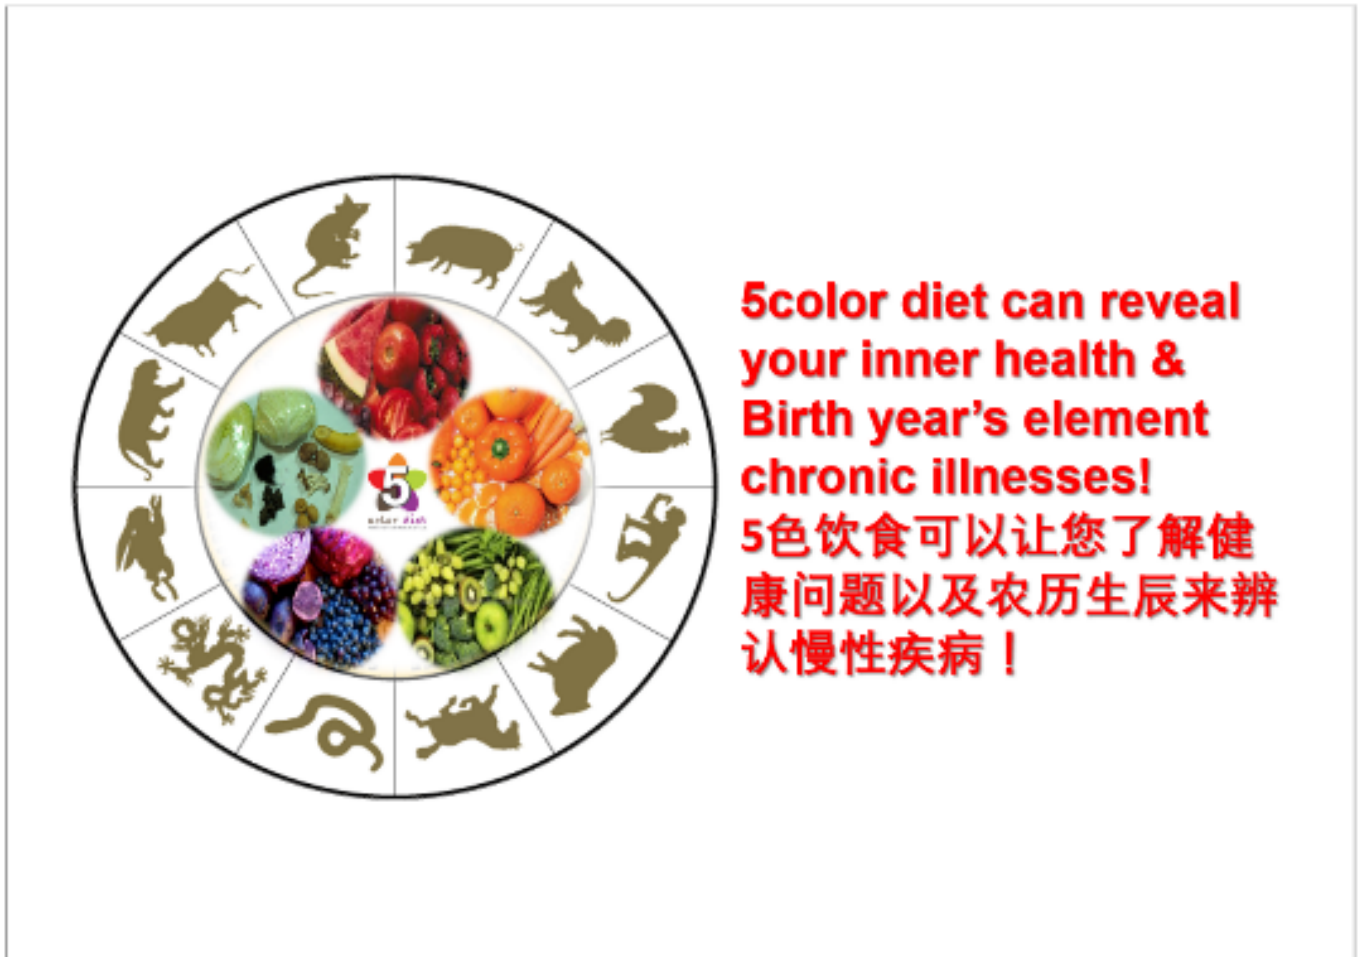 5
color diet
5color diet can reveal
your inner health &
Birth year’s element
chronic illnesses!
5色饮食可以让您了解健
康问题以及农历生辰来辨
认慢性疾病！